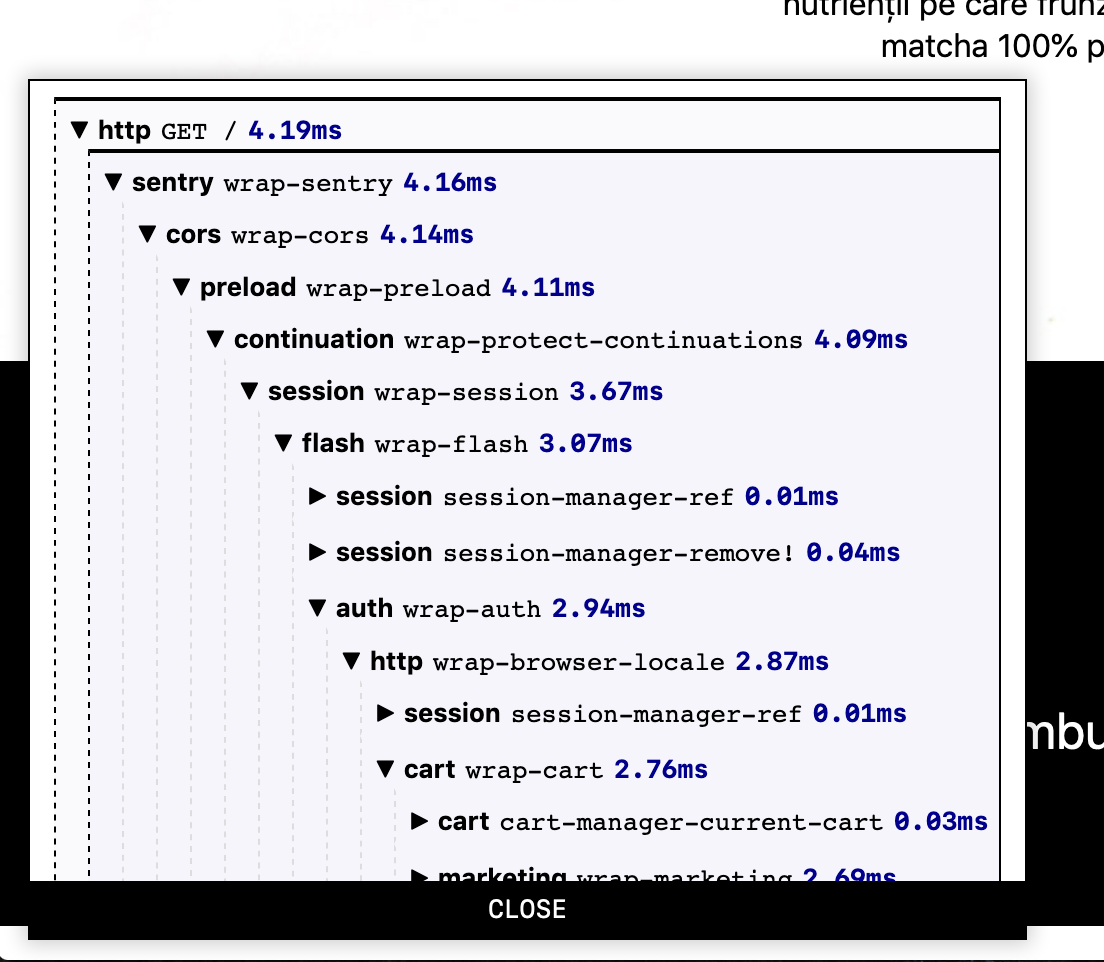 nutrienții pe care frunz
matcha 100% p
▼ http GET / 4.19ms
▼ sentry wrap-sentry 4.16ms
▼ cors wrap-cors 4.14ms
▼ preload wrap-preload 4.11ms
▼ continuation wrap-protect-continuations 4.09ms
▼ session wrap-session 3.67ms
▼ flash wrap-flash 3.07ms
▶ session session-manager-ref 0.01ms
▶ session session-manager-remove! 0.04ms
▼ auth wrap-auth 2.94ms
▼ http wrap-browser-locale 2.87ms
▶ session session-manager-ref 0.01ms
mbu
▼ cart wrap-cart 2.76ms
▶ cart cart-manager-current-cart 0.03ms
▶ marketing wrap-marketing 2.69ms
CLOSE